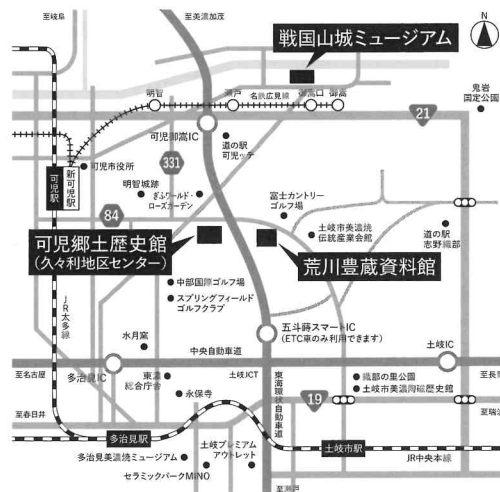 至岐阜
至美濃加茂
N
戦国山城ミュージアム
鬼岩
国定公園
明智
瀬戸
名鉄広見線
御嵩口
御嵩
21
可児御嵩IC
道の駅
可児ッテ
331
可児市役所
新可児駅
可児駅
明智城跡
ぎふワールド・
ローズガーデン
富士カントリー
ゴルフ場
84
土岐市美濃焼
伝統産業会館
道の駅
志野織部
可児郷土歴史館
(久々利地区センター)
荒川豊蔵資料館
中部国際ゴルフ場
スプリングフィールド
ゴルフクラブ
JR太多線
水月窯
五斗蒔スマートIC
(ETC車のみ利用できます)
中央自動車道
土岐IC
至名古屋
多治見IC
東濃
総合庁舎
土岐JCT
東海環状自動車道
織部の里公園
土岐市美濃陶磁歴史館
至長野
永保寺
19
至春日井
至瑞浪
多治見駅
土岐市駅
多治見美濃焼ミュージアム
土岐プレミアム
アウトレット
JR中央本線
セラミックパークMINO
至瀬戸